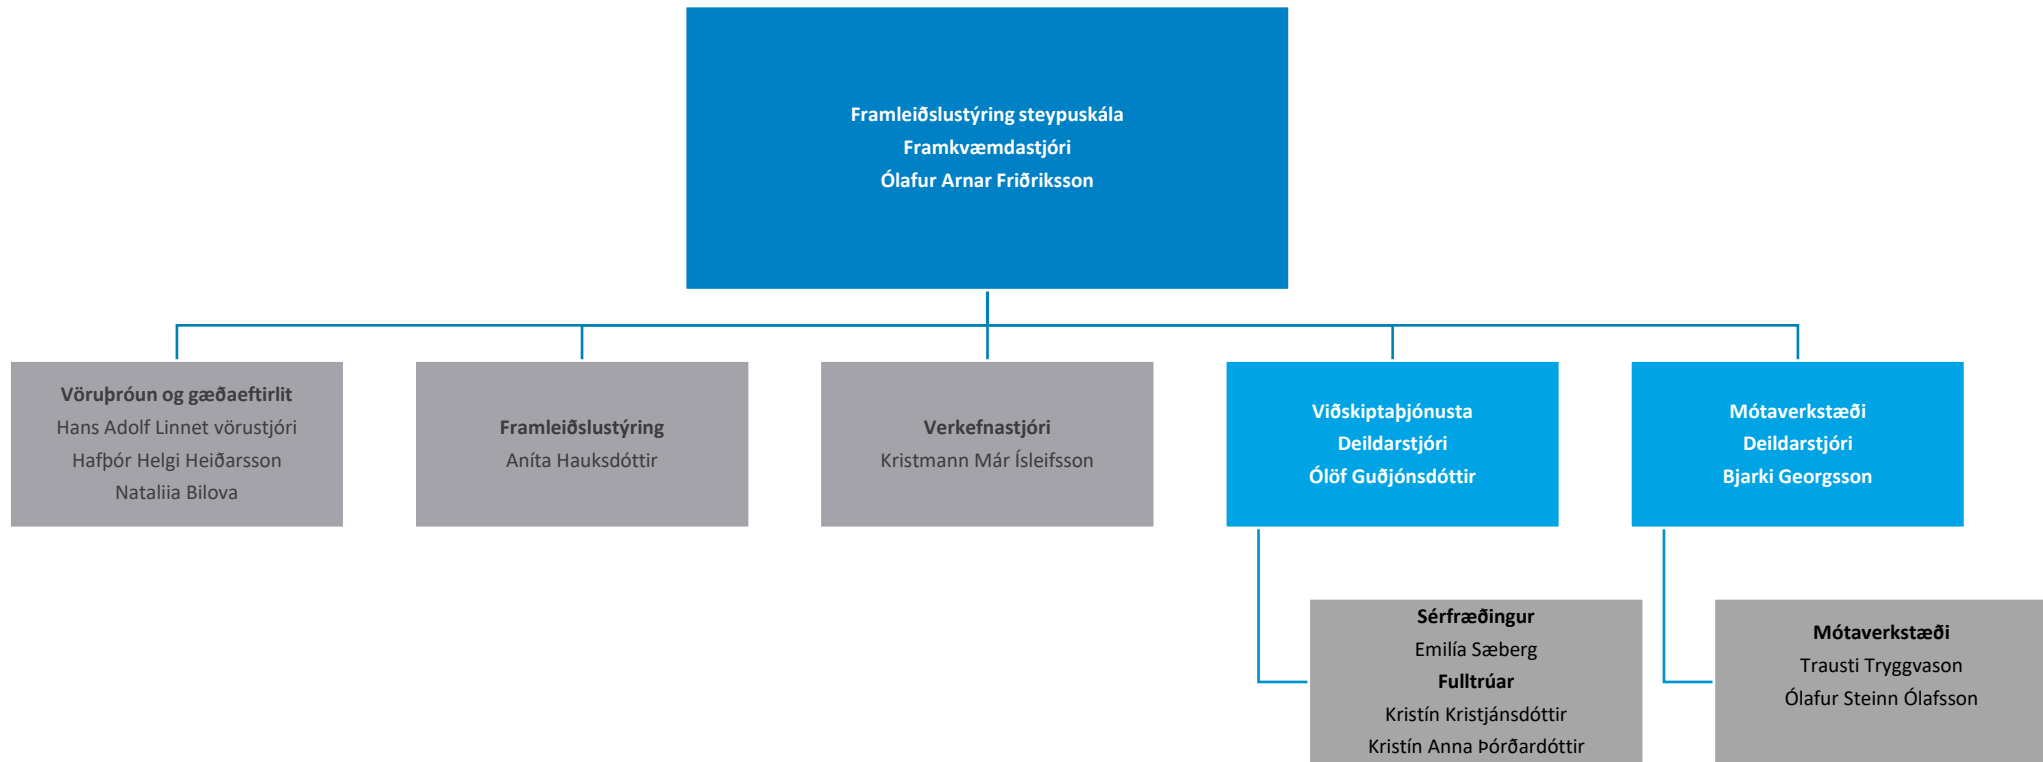 Framleiðslustýring steypuskála
Framkvæmdastjóri
Ólafur Arnar Friðriksson
Vöruþróun og gæðaeftirlit
Hans Adolf Linnet vörustjóri
Hafþór Helgi Heiðarsson
Nataliia Bilova
Framleiðslustýring
Aníta Hauksdóttir
Verkefnastjóri
Kristmann Már Ísleifsson
Viðskiptaþjónusta
Deildarstjóri
Ólöf Guðjónsdóttir
Mótaverkstæði
Deildarstjóri
Bjarki Georgsson
Sérfræðingur
Emilía Sæberg
Fulltrúar
Kristín Kristjánsdóttir
Kristín Anna Þórðardóttir
Mótaverkstæði
Trausti Tryggvason
Ólafur Steinn Ólafsson